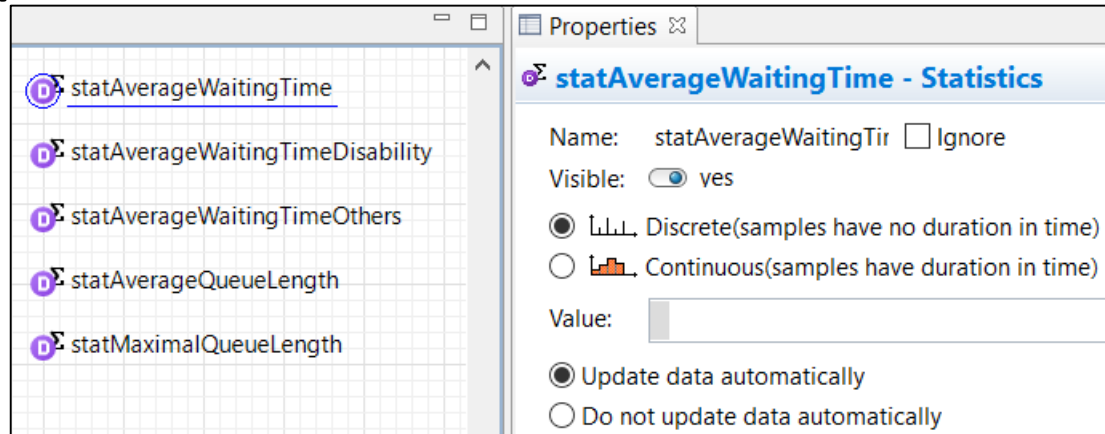 statAverageWaitingTime
statAverageWaitingTimeDisability
statAverageWaitingTimeOthers
statAverageQueueLength
statMaximalQueueLength
Properties
statAverageWaitingTime - Statistics
Name: statAverageWaitingTir Ignore
Visible: yes
Discrete(samples have no duration in time)
Continuous(samples have duration in time)
Value:
Update data automatically
Do not update data automatically